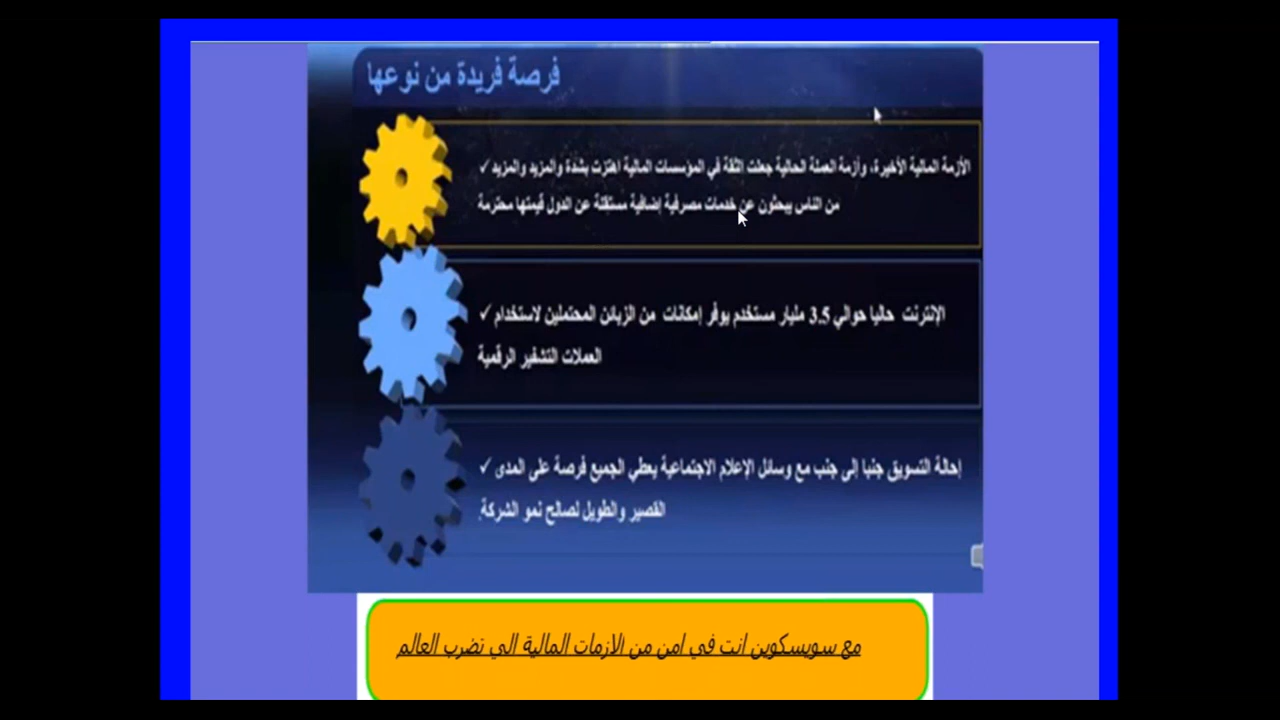 فرصة فريدة من نوعها
الأزمة المالية الأخيرة، وأزمة العملة الحالية جعلت الثقة في المؤسسات المالية اهتزت بشدة والمزيد والمزيد ✓
من الناس يبحثون عن خدمات مصرفية إضافية مستقلة عن الدول قيمتها محترمة
الإنترنت حاليا حوالي 3.5 مليار مستخدم يوفر إمكانات من الزبائن المحتملين لاستخدام ✓
العملات التشفير الرقمية
إحالة التسويق جنبا إلى جنب مع وسائل الإعلام الاجتماعية يعطي الجميع فرصة على المدى ✓
القصير والطويل لصالح نمو الشركة.
مع سويسكوين انت في امن من الازمات المالية الي تضرب العالم